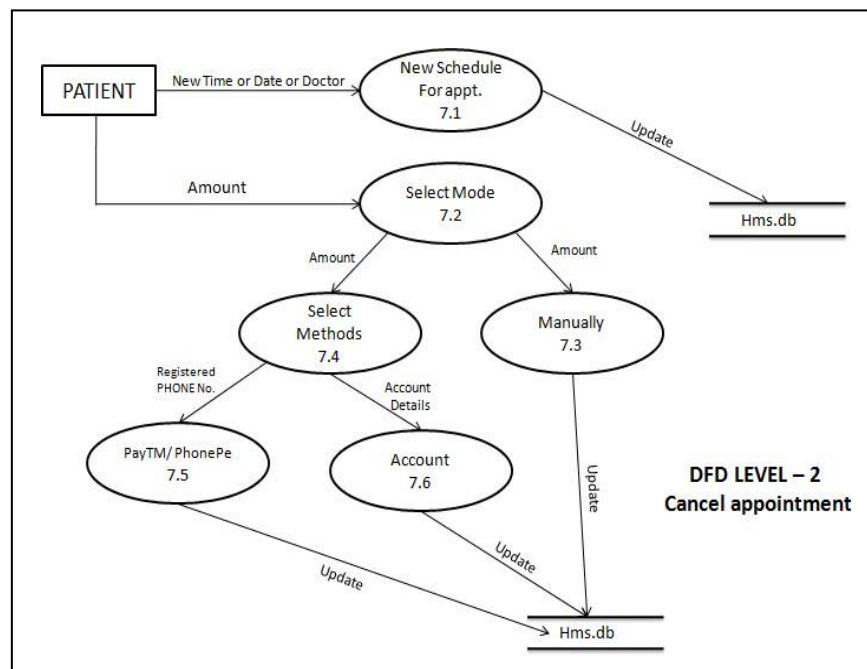 PATIENT
New Time or Date or Doctor
New Schedule
For appt.
7.1
Update
Hms.db
Amount
Select Mode
7.2
Amount
Amount
Select
Methods
7.4
Manually
7.3
Registered
PHONE No.
Account
Details
PayTM/ PhonePe
7.5
Account
7.6
Update
DFD LEVEL – 2
Cancel appointment
Update
Update
Hms.db